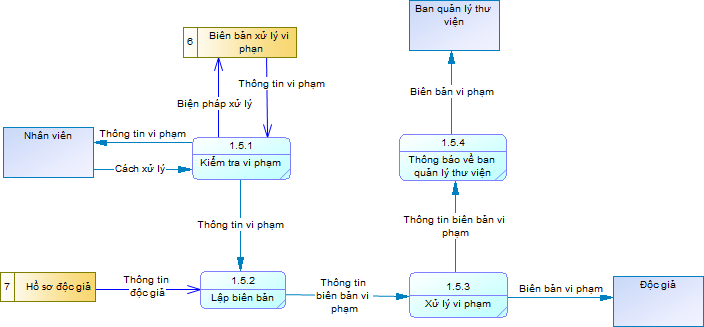 Ban quản lý thư
viện
6
Biên bản xử lý vi
phạn
Thông tin vi phạm
Biện pháp xử lý
Biên bản vi phạm
Nhân viên
Thông tin vi phạm
Cách xử lý
1.5.1
Kiểm tra vi phạm
1.5.4
Thông báo về ban
quản lý thư viện
Thông tin vi phạm
Thông tin biên bản vi
phạm
7
Hồ sơ độc giả
Thông tin
độc giả
1.5.2
Lập biên bản
Thông tin
biên bản vi
phạm
1.5.3
Xử lý vi phạm
Biên bản vi phạm
Độc giả